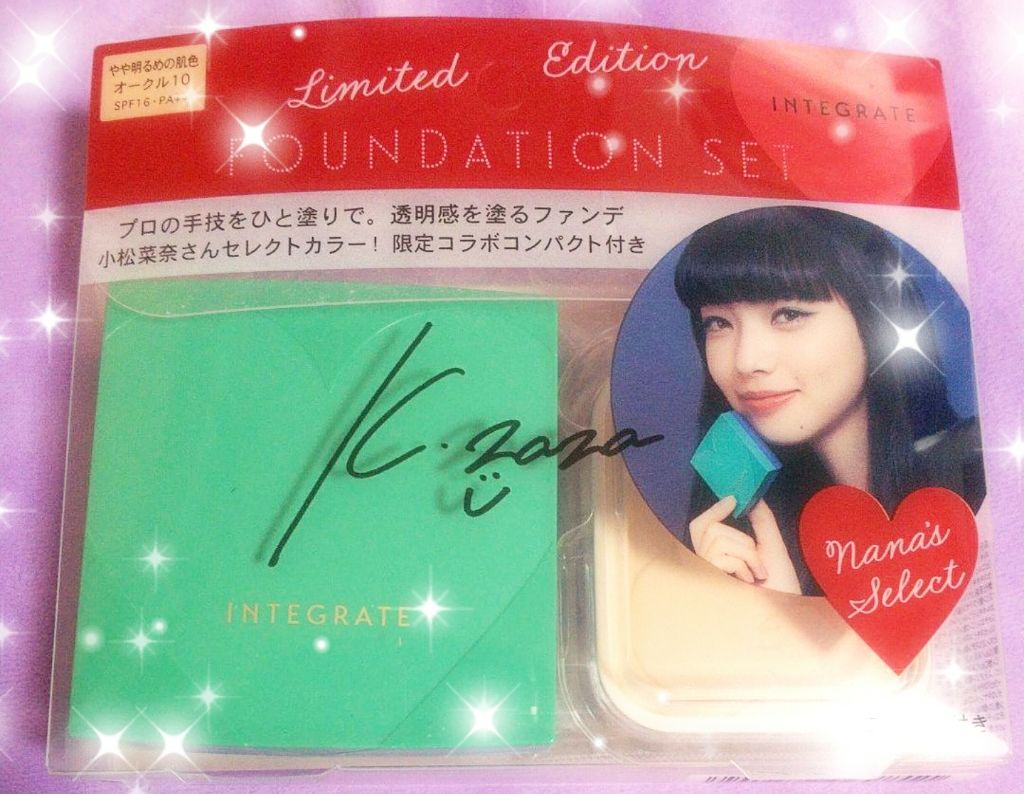 やや明るめの肌色
オークル10
SPF16・PA++
Limited Edition
INTEGRATE
FOUNDATION SET
プロの手技をひと塗りで。透明感を塗るファンデ
小松菜奈さんセレクトカラー！限定コラボコンパクト付き
K.nana
INTEGRATE
Nana's
Select